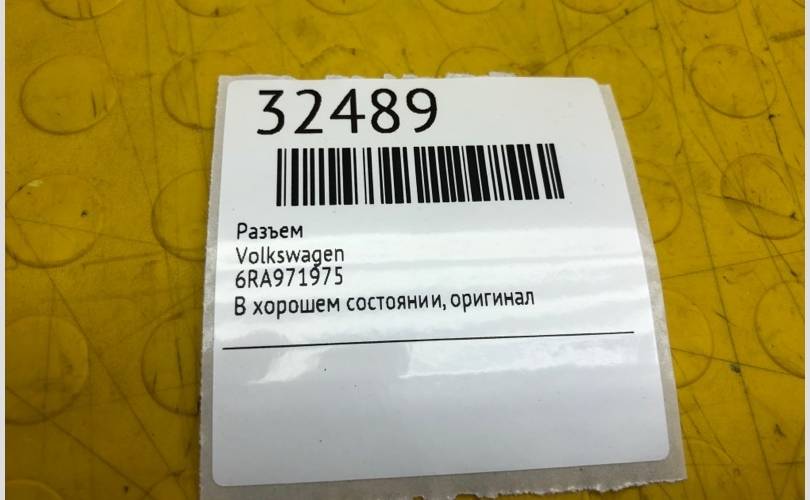 32489
Разъем
Volkswagen
6RA971975
В хорошем состоянии, оригинал